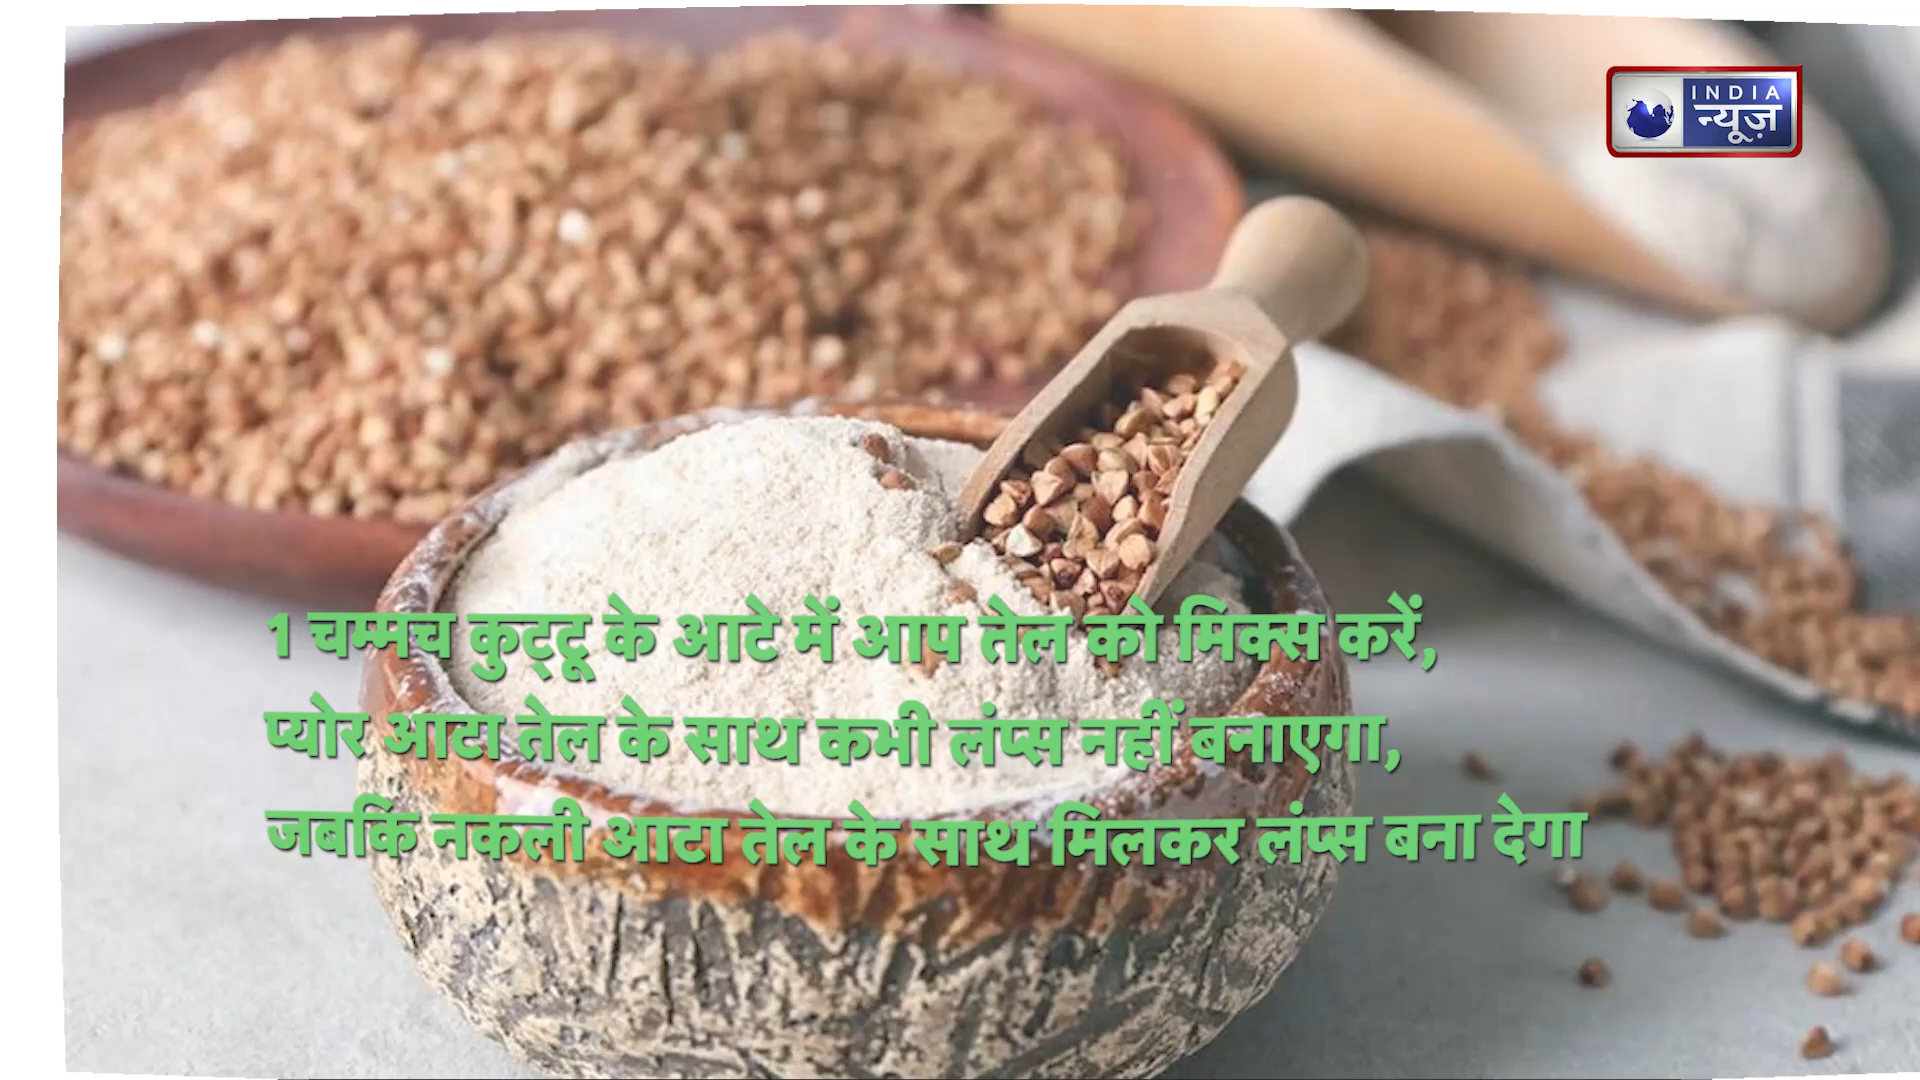 INDIA
न्यूज़
1 चम्मच कुट्टू के आटे में आप तेल को मिक्स करें,
प्योर आटा तेल के साथ कभी लंप्स नहीं बनाएगा,
जबकि नकली आटा तेल के साथ मिलकर लंप्स बना देगा